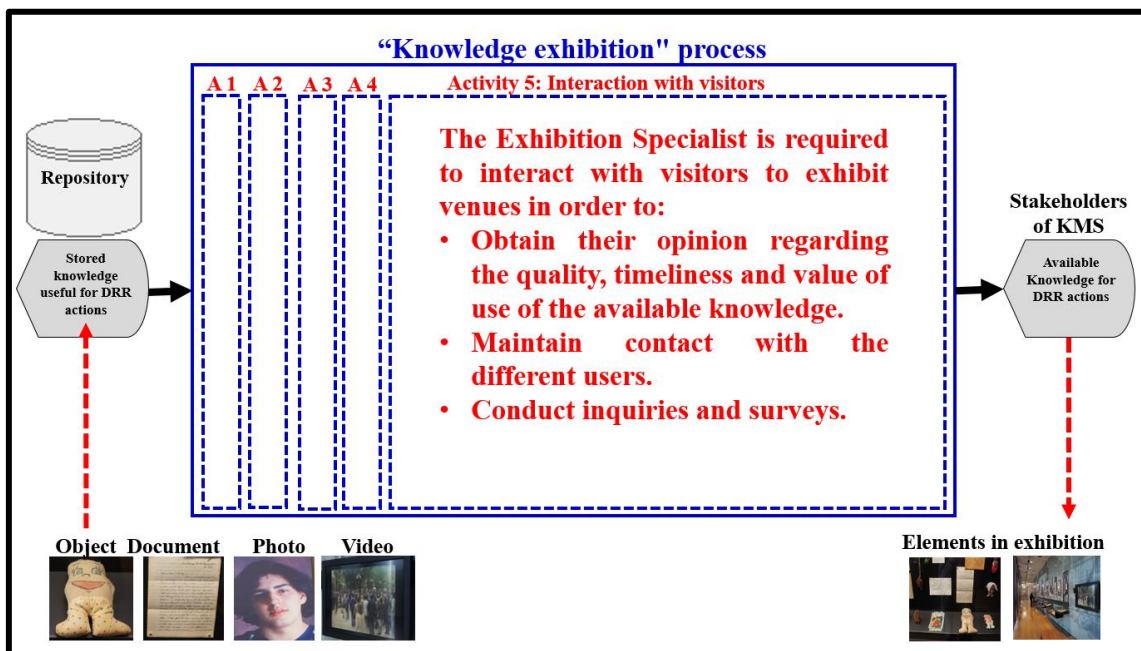 “Knowledge exhibition" process
A 1 A 2 A 3 A 4 Activity 5: Interaction with visitors
Repository
Stored
knowledge
useful for DRR
actions
The Exhibition Specialist is required
to interact with visitors to exhibit
venues in order to:
• Obtain their opinion regarding
the quality, timeliness and value of
use of the available knowledge.
• Maintain contact with the
different users.
• Conduct inquiries and surveys.
Stakeholders
of KMS
Available
Knowledge for
DRR actions
Object Document Photo Video
Elements in exhibition